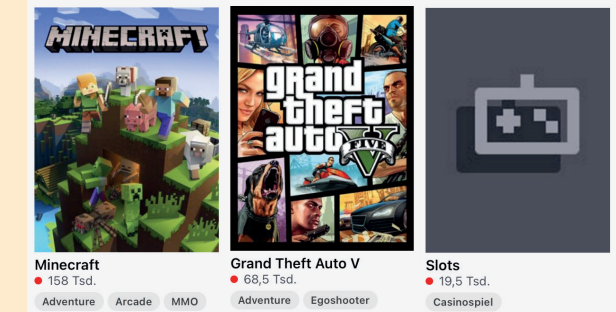 MINECRAFT
grand
theft
auto
FIVE
Minecraft
158 Tsd.
Adventure Arcade MMO
Grand Theft Auto V
68,5 Tsd.
Adventure Egoshooter
Slots
19,5 Tsd.
Casinospiel